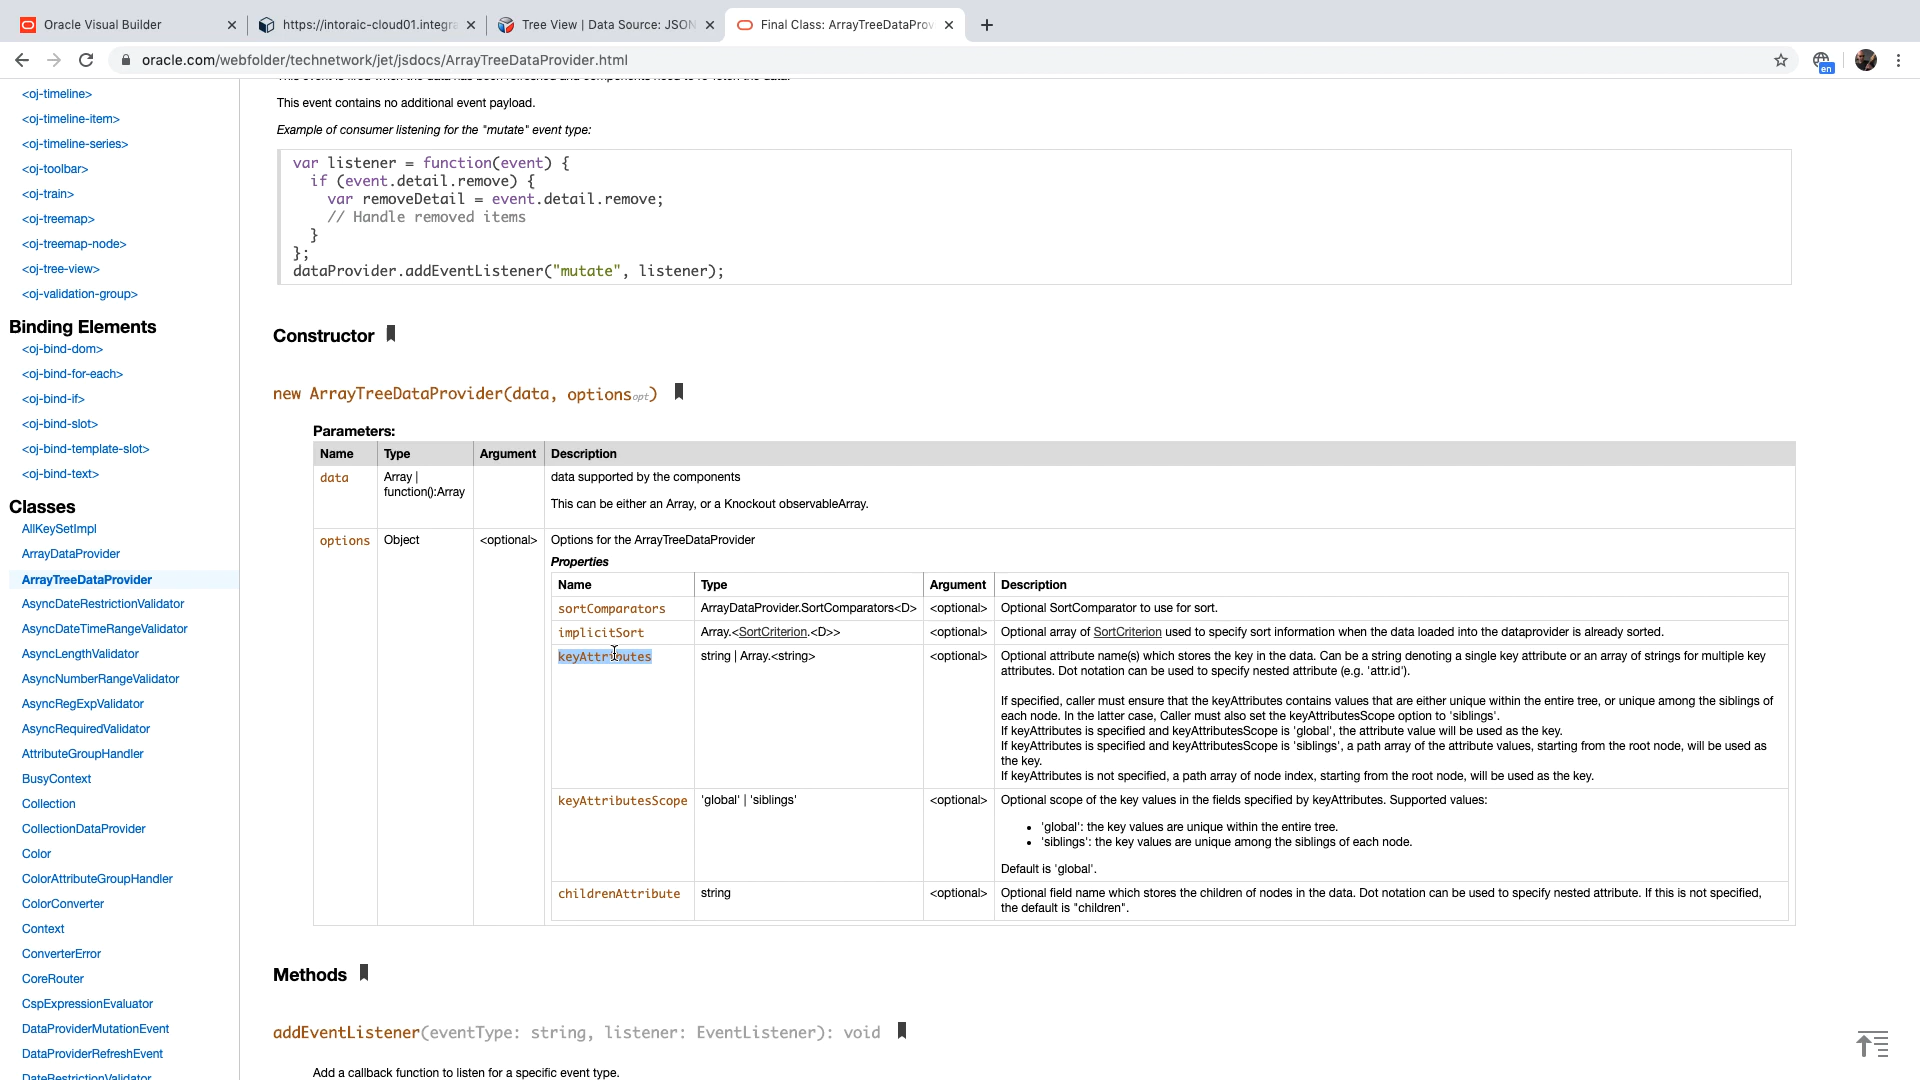 Oracle Visual Builder
https://intoraic-cloud01.integra
Tree View | Data Source: JSON
Final Class: ArrayTreeDataProv
oracle.com/webfolder/technetwork/jet/jsdocs/ArrayTreeDataProvider.html
en
<oj-timeline>
<oj-timeline-item>
<oj-timeline-series>
<oj-toolbar>
<oj-train>
<oj-treemap>
<oj-treemap-node>
<oj-tree-view>
<oj-validation-group>
Binding Elements
<oj-bind-dom>
<oj-bind-for-each>
<oj-bind-if>
<oj-bind-slot>
<oj-bind-template-slot>
<oj-bind-text>
Classes
AllKeySetImpl
ArrayDataProvider
ArrayTreeDataProvider
AsyncDateRestrictionValidator
AsyncDateTimeRangeValidator
AsyncLengthValidator
AsyncNumberRangeValidator
AsyncRegExpValidator
AsyncRequiredValidator
AttributeGroupHandler
BusyContext
Collection
CollectionDataProvider
Color
ColorAttributeGroupHandler
ColorConverter
Context
ConverterError
CoreRouter
CspExpressionEvaluator
DataProviderMutationEvent
DataProviderRefreshEvent
DateRestrictionValidator
This event is fired when the data has been refreshed and components need to re-fetch the data.
This event contains no additional event payload.
Example of consumer listening for the "mutate" event type:
var listener = function(event) {
if (event.detail.remove) {
var removeDetail = event.detail.remove;
// Handle removed items
}
};
dataProvider.addEventListener("mutate", listener);
Constructor
new ArrayTreeDataProvider(data, optionsopt)
Parameters:
Name Type Argument Description
data Array | data supported by the components
function():Array
This can be either an Array, or a Knockout observableArray.
options Object <optional> Options for the ArrayTreeDataProvider
Properties
Name Type Argument Description
sortComparators ArrayDataProvider.SortComparators<D> <optional> Optional SortComparator to use for sort.
implicitSort Array.<SortCriterion.<D>> <optional> Optional array of SortCriterion used to specify sort information when the data loaded into the dataprovider is already sorted.
keyAttributes string | Array.<string> <optional> Optional attribute name(s) which stores the key in the data. Can be a string denoting a single key attribute or an array of strings for multiple key
attributes. Dot notation can be used to specify nested attribute (e.g. 'attr.id').
If specified, caller must ensure that the keyAttributes contains values that are either unique within the entire tree, or unique among the siblings of
each node. In the latter case, Caller must also set the keyAttributesScope option to 'siblings'.
If keyAttributes is specified and keyAttributesScope is 'global', the attribute value will be used as the key.
If keyAttributes is specified and keyAttributesScope is 'siblings', a path array of the attribute values, starting from the root node, will be used as
the key.
If keyAttributes is not specified, a path array of node index, starting from the root node, will be used as the key.
keyAttributesScope 'global' | 'siblings' <optional> Optional scope of the key values in the fields specified by keyAttributes. Supported values:
• 'global': the key values are unique within the entire tree.
• 'siblings': the key values are unique among the siblings of each node.
Default is 'global'.
childrenAttribute string <optional> Optional field name which stores the children of nodes in the data. Dot notation can be used to specify nested attribute. If this is not specified,
the default is "children".
Methods
addEventListener(eventType: string, listener: EventListener): void
Add a callback function to listen for a specific event type.